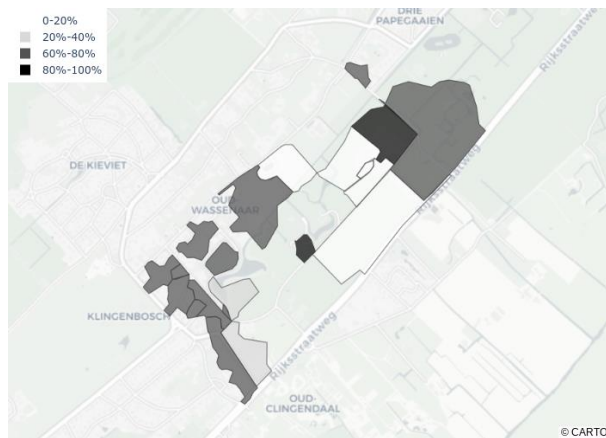 0-20%
20%-40%
60%-80%
80%-100%
DRIE
PAPEGAAIEN
Rijksstraatweg
DE KIEVIET
OUD
WASSENAAR
Rijksstraatweg
KLINGENBOSCH
Rijksstraatweg
OUD-
CLINGENDAAL
© CARTO